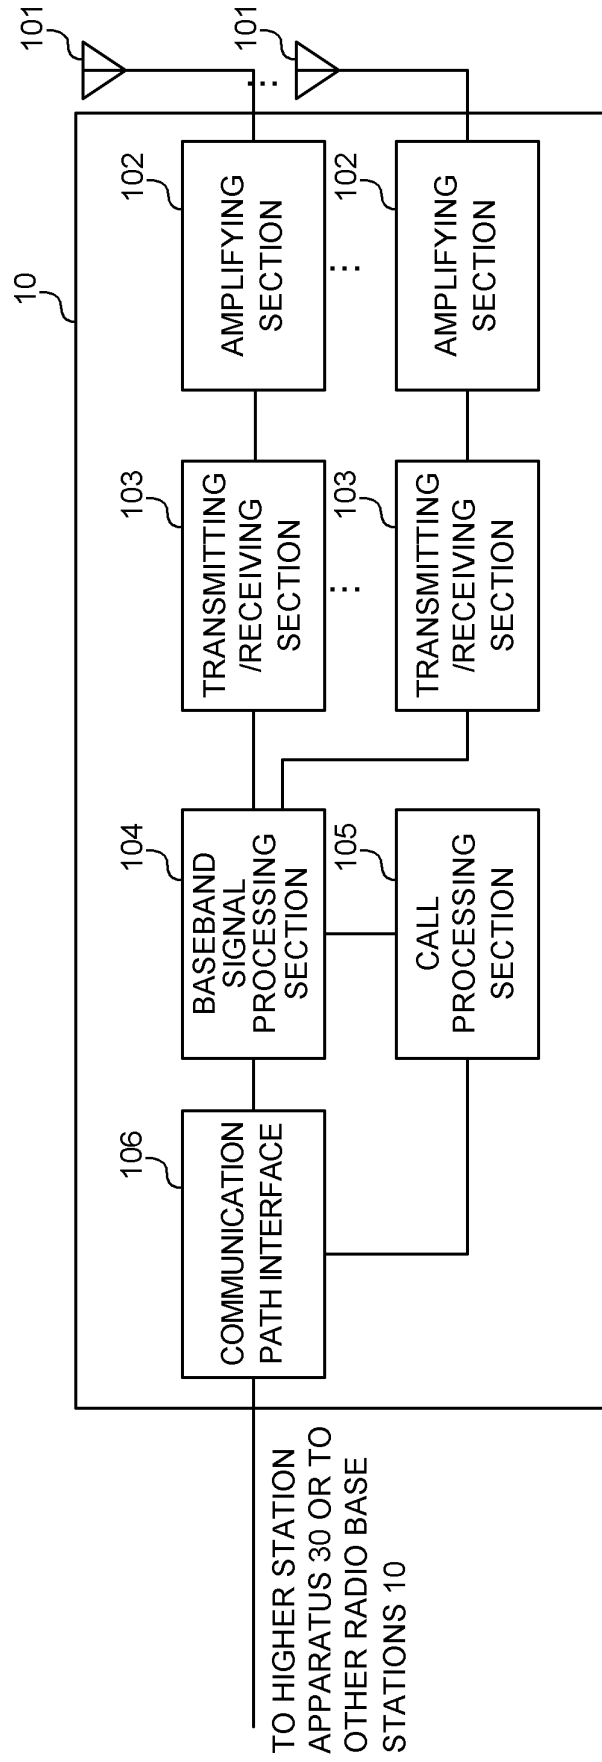 101
101
10
102
AMPLIFYING
SECTION
102
AMPLIFYING
SECTION
...
...
103
TRANSMITTING
/RECEIVING
SECTION
103
TRANSMITTING
/RECEIVING
SECTION
...
104
BASEBAND
SIGNAL
PROCESSING
SECTION
105
CALL
PROCESSING
SECTION
106
COMMUNICATION
PATH INTERFACE
TO HIGHER STATION
APPARATUS 30 OR TO
OTHER RADIO BASE
STATIONS 10